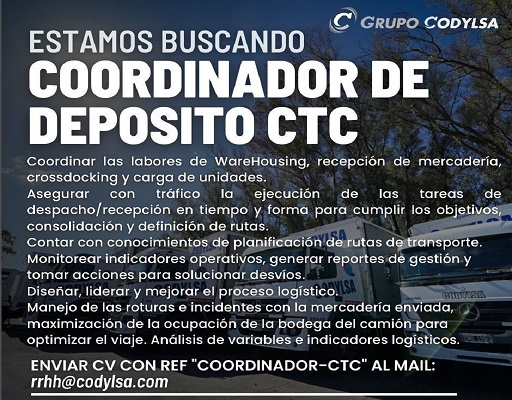 GRUPO CODYLSA
ESTAMOS BUSCANDO
COORDINADOR DE
DEPOSITO CTC
Coordinar las labores de WareHousing, recepción de mercadería,
crossdocking y carga de unidades.
Asegurar con tráfico la ejecución de las tareas de
despacho/recepción en tiempo y forma para cumplir los objetivos,
consolidación y definición de rutas.
Contar con conocimientos de planificación de rutas de transporte.
Monitorear indicadores operativos, generar reportes de gestión y
tomar acciones para solucionar desvíos.
Diseñar, liderar y mejorar el proceso logístico.
Manejo de las roturas e incidentes con la mercadería enviada,
maximización de la ocupación de la bodega del camión para
optimizar el viaje. Análisis de variables e indicadores logísticos.
ENVIAR CV CON REF "COORDINADOR-CTC" AL MAIL:
rrhh@codylsa.com
CODYLSA